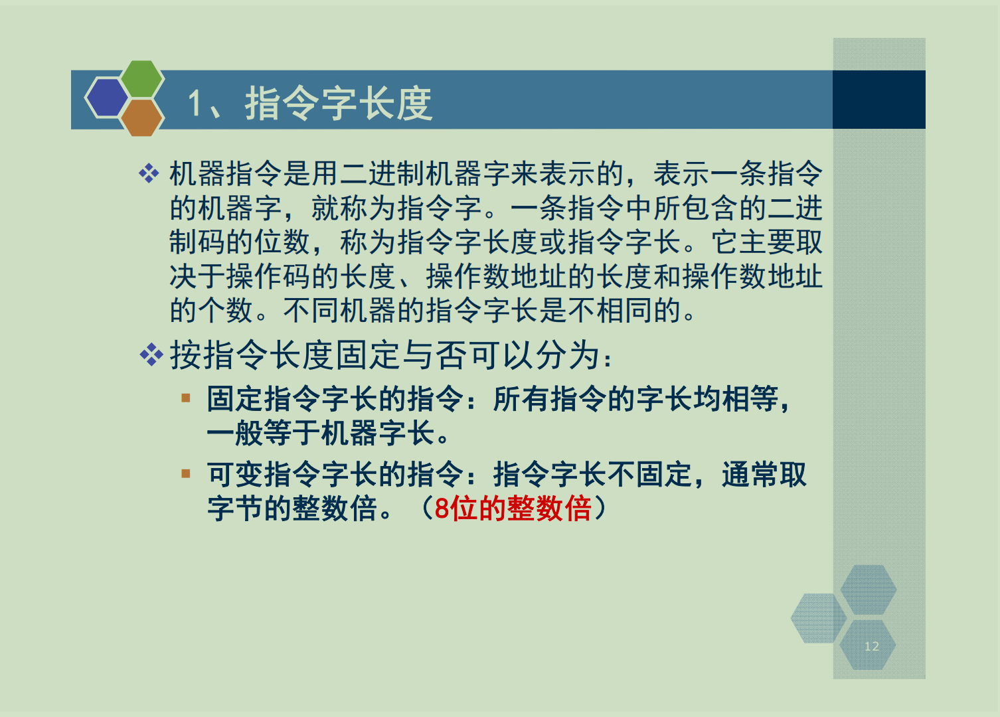 1、指令字长度
机器指令是用二进制机器字来表示的，表示一条指令
的机器字，就称为指令字。一条指令中所包含的二进
制码的位数，称为指令字长度或指令字长。它主要取
决于操作码的长度、操作数地址的长度和操作数地址
的个数。不同机器的指令字长是不相同的。
按指令长度固定与否可以分为：
固定指令字长的指令：所有指令的字长均相等，
一般等于机器字长。
可变指令字长的指令：指令字长不固定，通常取
字节的整数倍。（8位的整数倍）
12